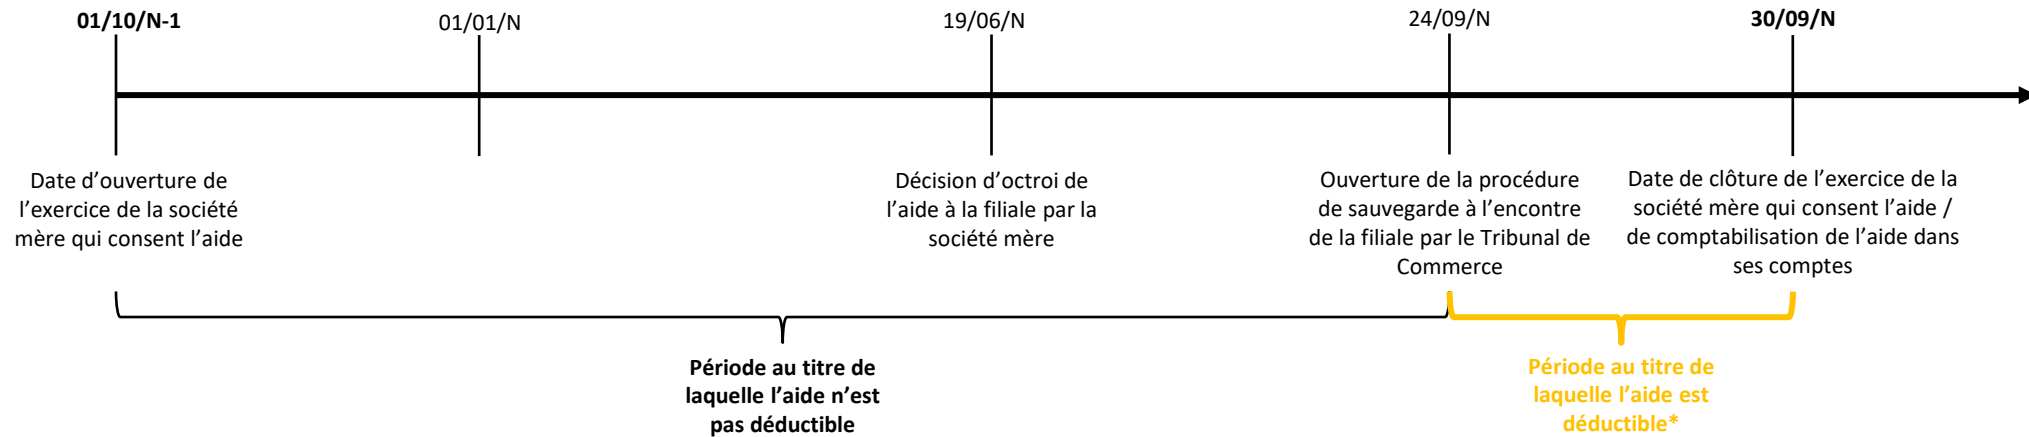 01/10/N-1
01/01/N
19/06/N
24/09/N
30/09/N
Date d’ouverture de
l’exercice de la société
mère qui consent l’aide
Décision d’octroi de
l’aide à la filiale par la
société mère
Ouverture de la procédure
de sauvegarde à l’encontre
de la filiale par le Tribunal de
Commerce
Date de clôture de l’exercice de la
société mère qui consent l’aide /
de comptabilisation de l’aide dans
ses comptes
Période au titre de
laquelle l’aide n’est
pas déductible
Période au titre de
laquelle l’aide est
déductible*